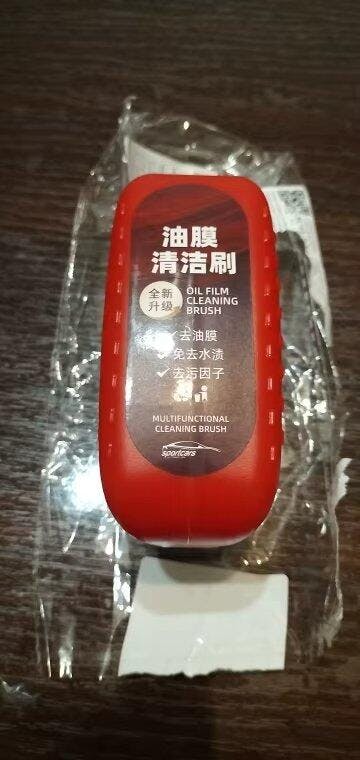 油膜
清洁刷
全新
升级
OIL FILM
CLEANING
BRUSH
✓去油膜
✓免去水渍
✓去污因子
MULTIFUNCTIONAL
CLEANING BRUSH
sportcars